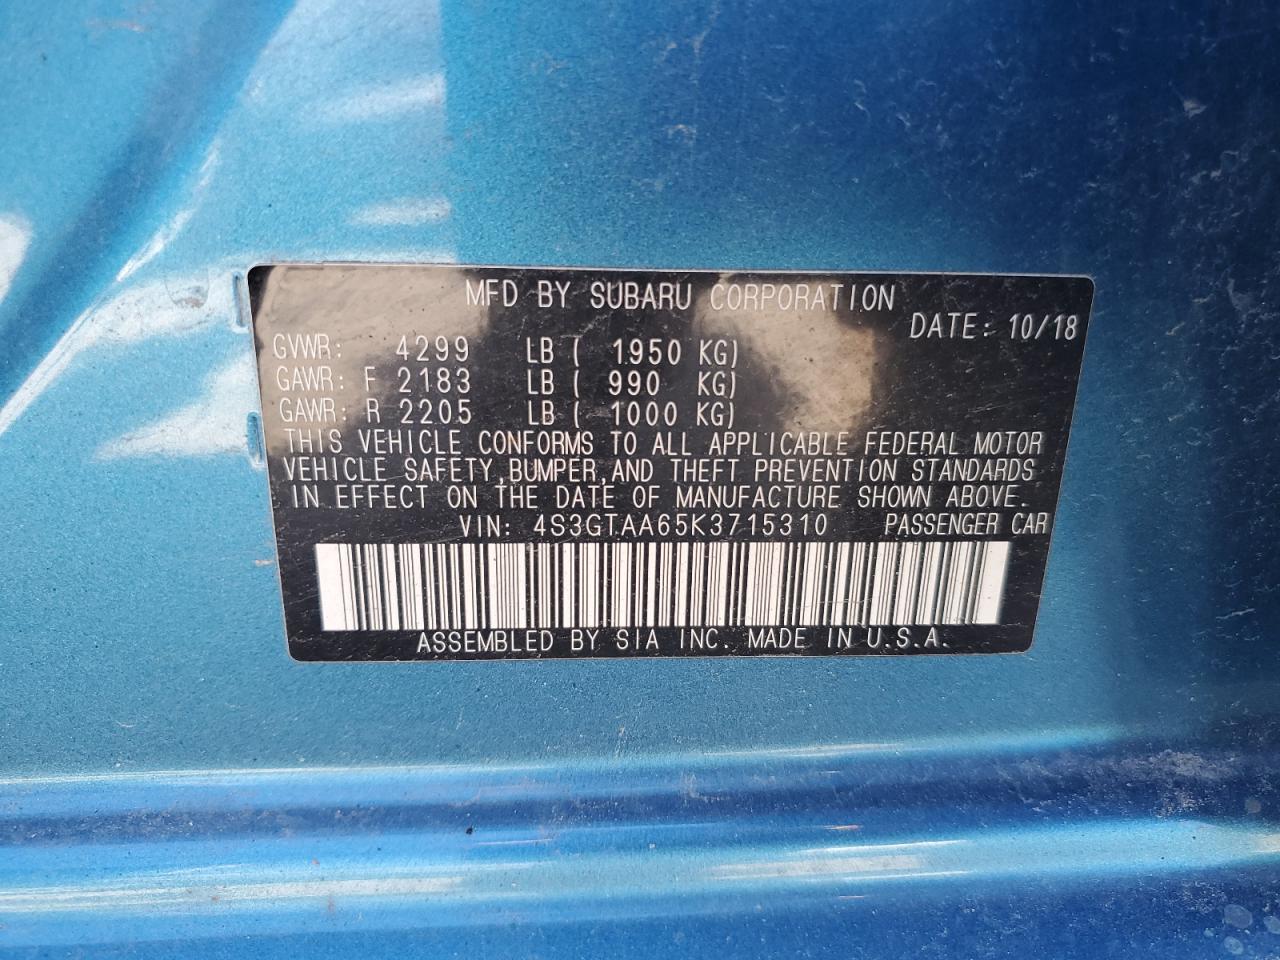 MFD BY SUBARU CORPORATION
DATE: 10/18
GVWR: 4299 LB ( 1950 KG)
GAWR: F 2183 LB ( 990 KG)
GAWR: R 2205 LB ( 1000 KG)
THIS VEHICLE CONFORMS TO ALL APPLICABLE FEDERAL MOTOR
VEHICLE SAFETY,BUMPER,AND THEFT PREVENTION STANDARDS
IN EFFECT ON THE DATE OF MANUFACTURE SHOWN ABOVE.
VIN: 4S3GTAA65K3715310 PASSENGER CAR
ASSEMBLED BY SIA INC. MADE IN U.S.A.